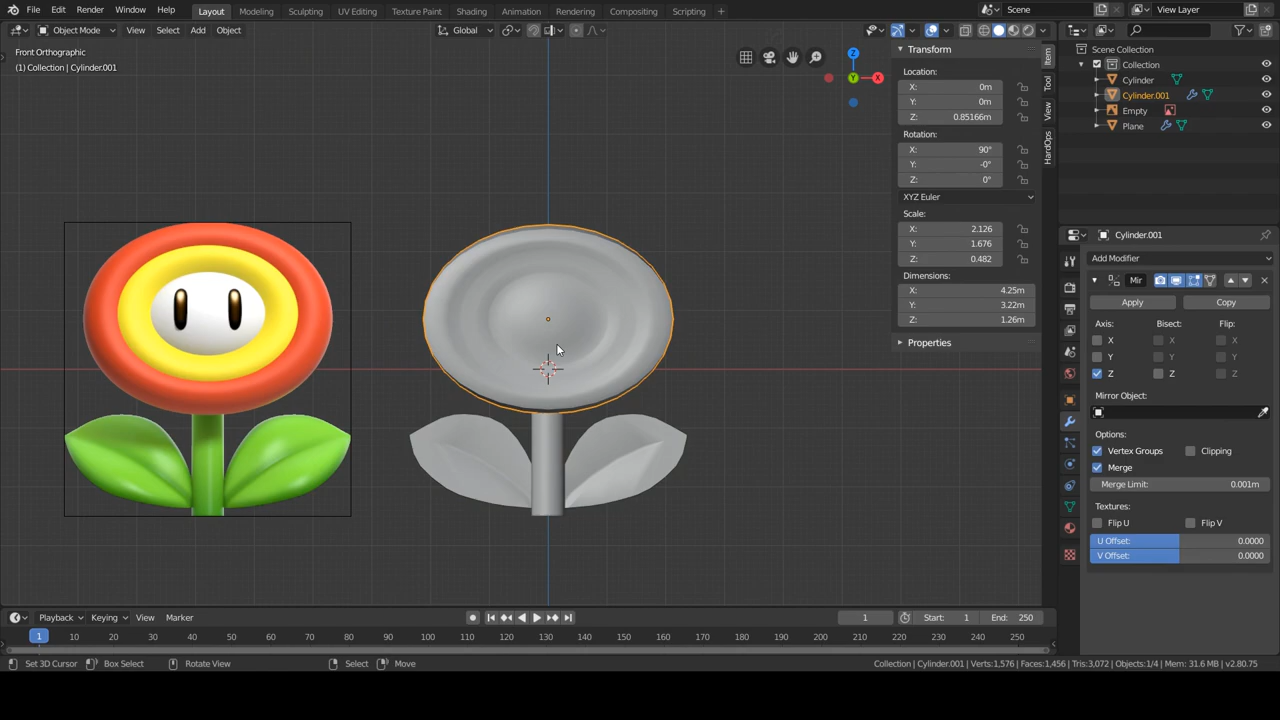 File Edit Render Window Help Layout Modeling Sculpting UV Editing Texture Paint Shading Animation Rendering Compositing Scripting + Scene View Layer
Object Mode View Select Add Object Global
Front Orthographic
(1) Collection | Cylinder.001
Z
Y
X
Transform
Location:
X: 0m
Y: 0m
Z: 0.85166m
Rotation:
X: 90°
Y: -0°
Z: 0°
XYZ Euler
Scale:
X: 2.126
Y: 1.676
Z: 0.482
Dimensions:
X: 4.25m
Y: 3.22m
Z: 1.26m
Properties
Item
Tool
View
HardOps
Scene Collection
Collection
Cylinder
Cylinder.001
Empty
Plane
Cylinder.001
Add Modifier
Mir
Apply Copy
Axis: Bisect: Flip:
X X X
Y Y Y
Z Z Z
Mirror Object:
Options:
Vertex Groups Clipping
Merge
Merge Limit: 0.001m
Textures:
Flip U Flip V
U Offset: 0.0000
V Offset: 0.0000
Playback Keying View Marker 1 Start: 1 End: 250
1 10 20 30 40 50 60 70 80 90 100 110 120 130 140 150 160 170 180 190 200 210 220 230 240 250
Set 3D Cursor Box Select Rotate View Select Move Collection | Cylinder.001 | Verts:1,576 | Faces:1,456 | Tris:3,072 | Objects:1/4 | Mem: 31.6 MB | v2.80.75